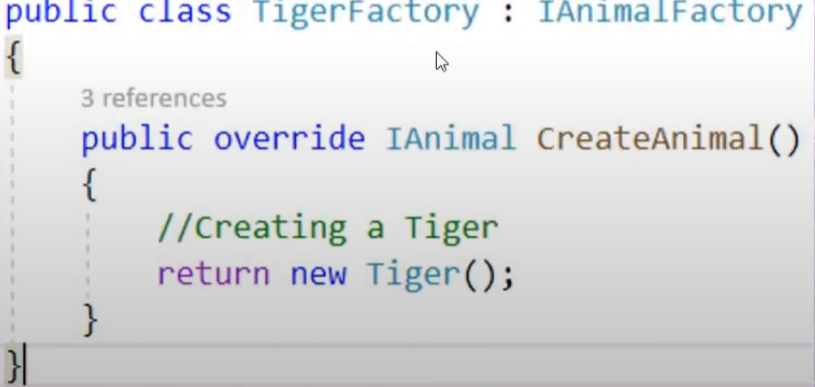 public class TigerFactory : IAnimalFactory
{
3 references
public override IAnimal CreateAnimal()
{
//Creating a Tiger
return new Tiger();
}
}